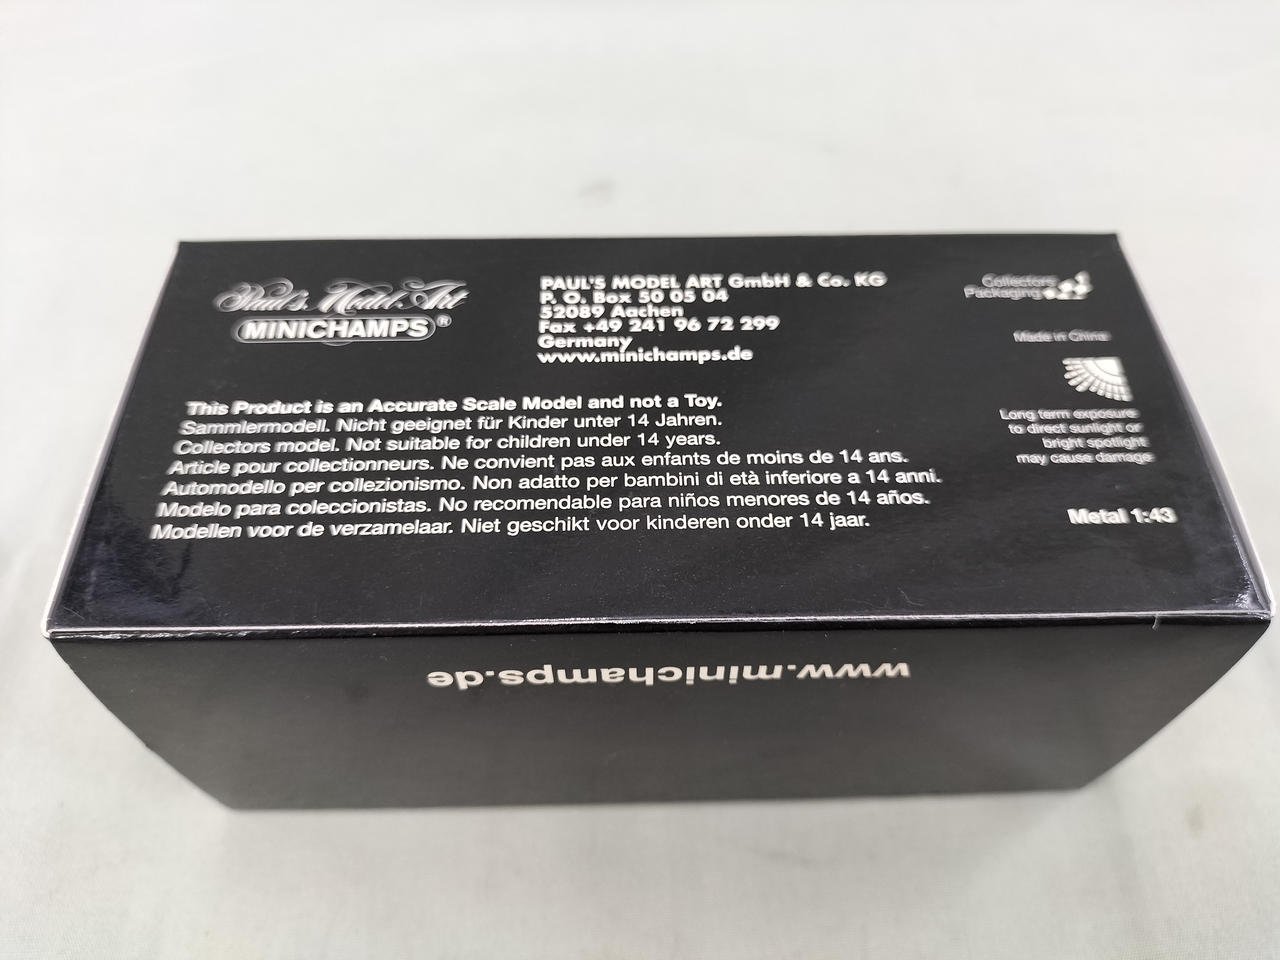 Paul's Model Art
MINICHAMPS®
PAUL'S MODEL ART GmbH & Co. KG
P. O. Box 50 05 04
52089 Aachen
Fax +49 241 96 72 299
Germany
www.minichamps.de
Collectors
Packaging
Made in China
Long term exposure
to direct sunlight or
bright spotlight
may cause damage
Metal 1:43
This Product is an Accurate Scale Model and not a Toy.
Sammlermodell. Nicht geeignet für Kinder unter 14 Jahren.
Collectors model. Not suitable for children under 14 years.
Article pour collectionneurs. Ne convient pas aux enfants de moins de 14 ans.
Automodello per collezionismo. Non adatto per bambini di età inferiore a 14 anni.
Modelo para coleccionistas. No recomendable para niños menores de 14 años.
Modellen voor de verzamelaar. Niet geschikt voor kinderen onder 14 jaar.
www.minichamps.de